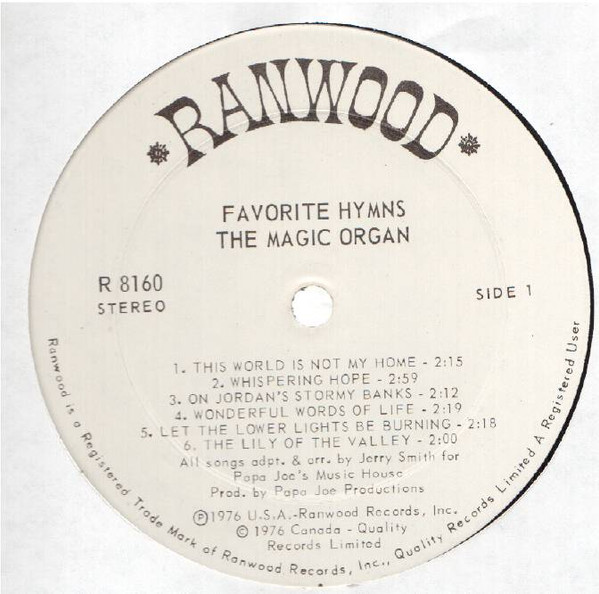 RANWOOD
FAVORITE HYMNS
THE MAGIC ORGAN
R 8160
STEREO
SIDE 1
1. THIS WORLD IS NOT MY HOME - 2:15
2. WHISPERING HOPE - 2:59
3. ON JORDAN'S STORMY BANKS - 2:12
4. WONDERFUL WORDS OF LIFE - 2:19
5. LET THE LOWER LIGHTS BE BURNING - 2:18
6. THE LILY OF THE VALLEY - 2:00
All songs adpt. & arr. by Jerry Smith for
Papa Joe's Music House
Prod. by Papa Joe Productions
Ⓟ1976 U.S.A.-Ranwood Records, Inc.
© 1976 Canada - Quality
Records Limited
Ranwood is a Registered Trade Mark of Ranwood Records, Inc., Quality Records Limited A Registered User